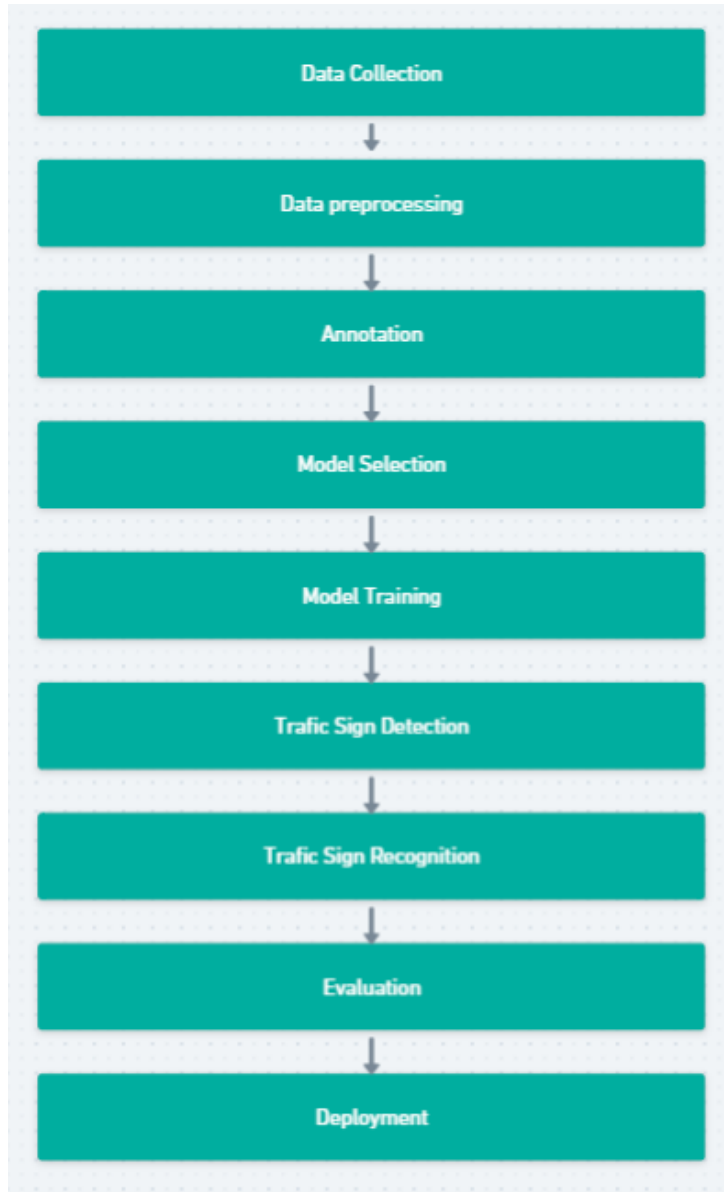 Data Collection
Data preprocessing
Annotation
Model Selection
Model Training
Trafic Sign Detection
Trafic Sign Recognition
Evaluation
Deployment